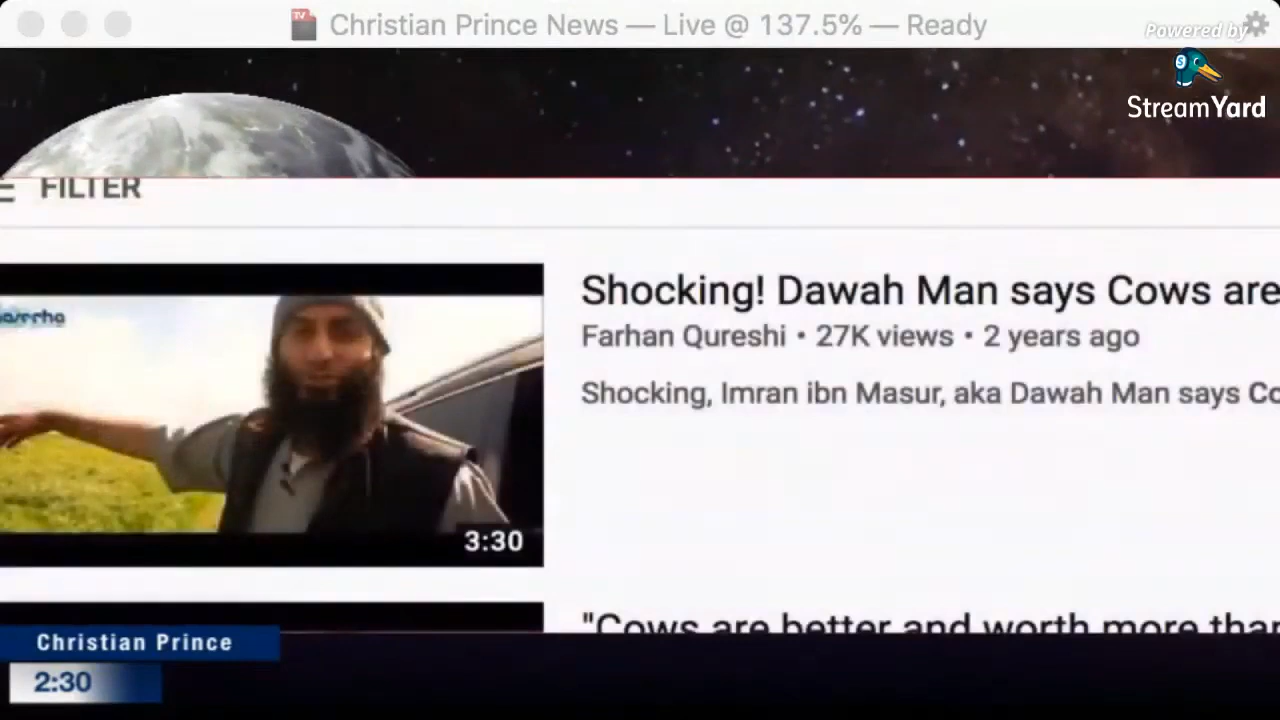 Christian Prince News — Live @ 137.5% — Ready
Powered by
StreamYard
FILTER
Shocking! Dawah Man says Cows are
Farhan Qureshi • 27K views • 2 years ago
Shocking, Imran ibn Masur, aka Dawah Man says Co
3:30
"Cows are better and worth more than
Christian Prince
2:30